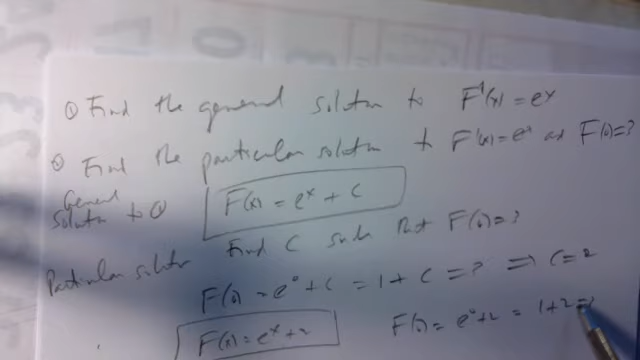 ① Find the general solution to F'(x) = e^x
② Find the particular solution to F'(x) = e^x and F(0) = 3
General solution to ① F(x) = e^x + C
Particular solution Find C such that F(0) = 3
F(0) = e^0 + C = 1 + C = 3 ⇒ C = 2
F(x) = e^x + 2 F(0) = e^0 + 2 = 1 + 2 = 3